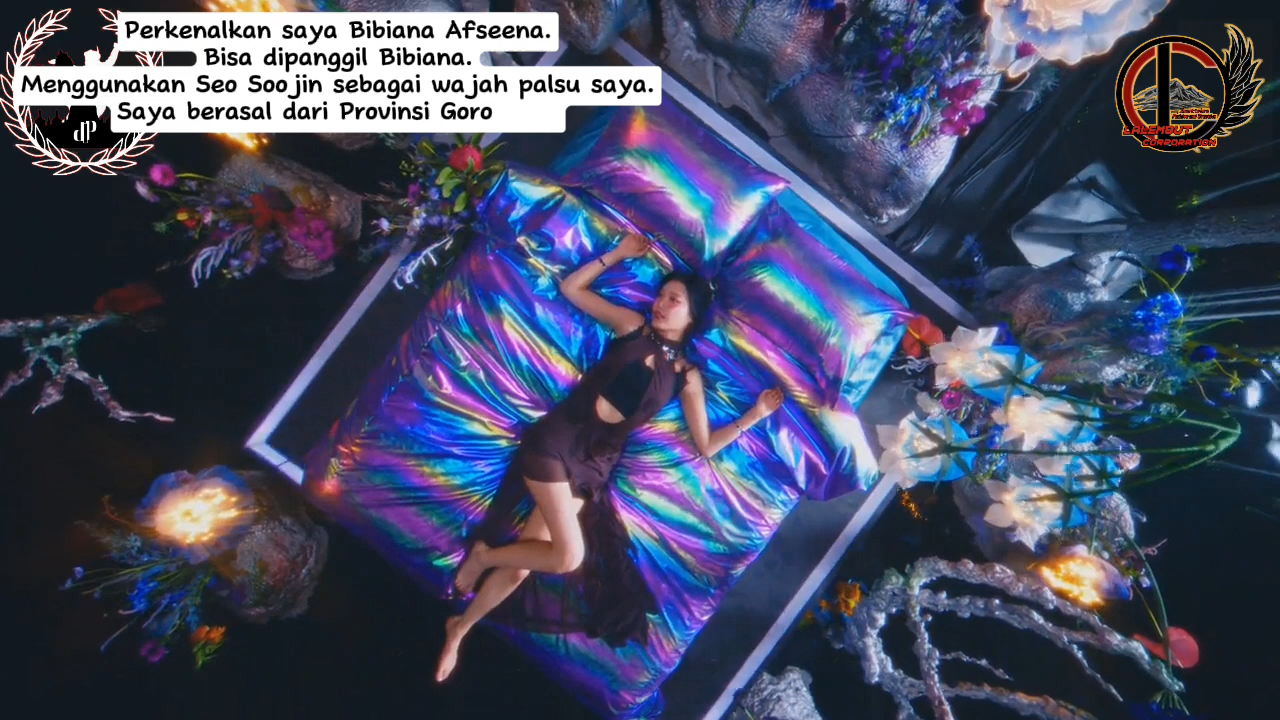 Perkenalkan saya Bibiana Afseena.
Bisa dipanggil Bibiana.
Menggunakan Seo Soojin sebagai wajah palsu saya.
Saya berasal dari Provinsi Goro
dP
LALEMBUT
CORPORATION